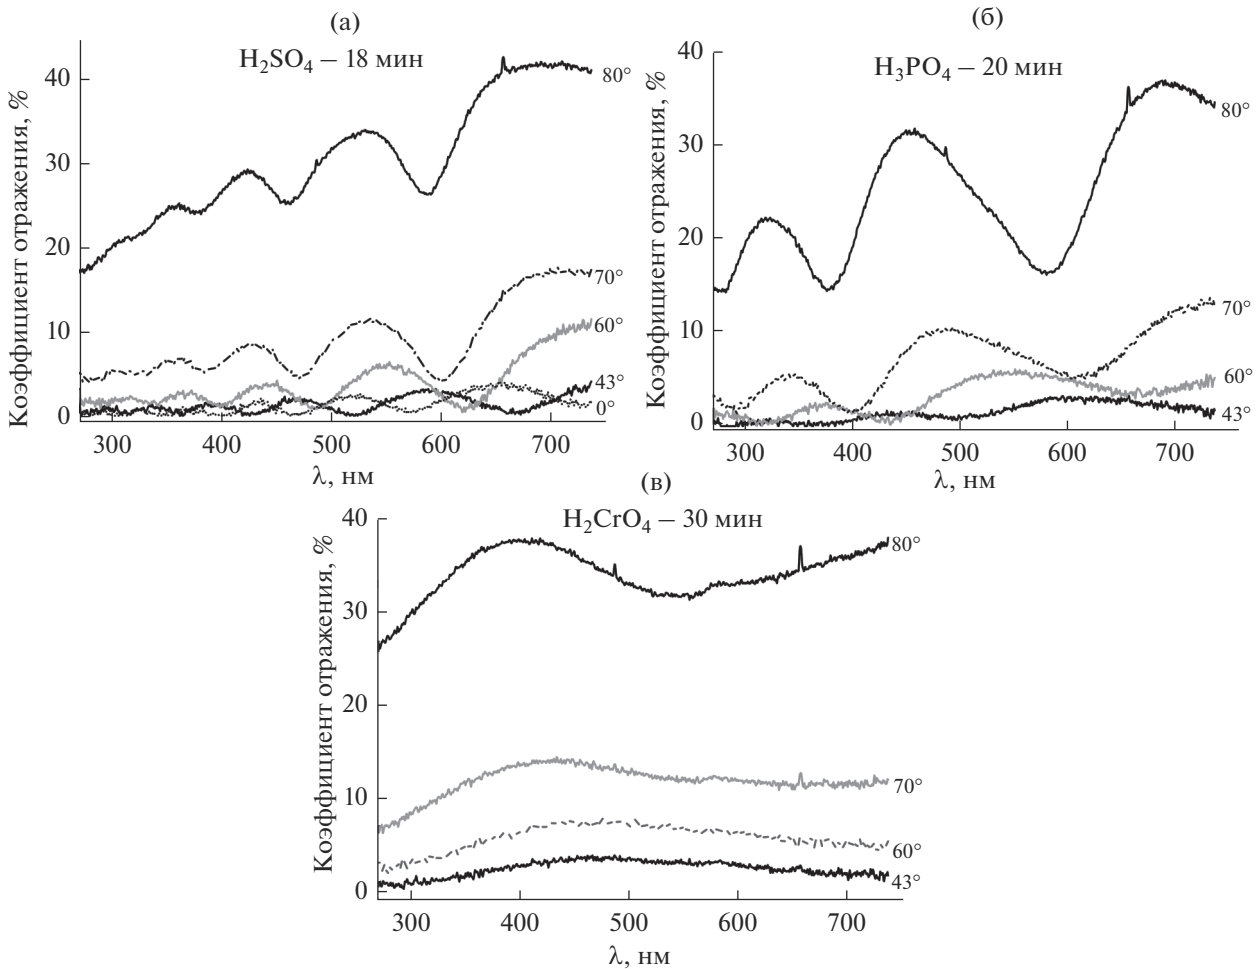 (а)
H₂SO₄ – 18 мин
Коэффициент отражения, %
40
30
20
10
0
80°
70°
60°
43°
0°
300 400 500 600 700
λ, нм
(б)
H₃PO₄ – 20 мин
Коэффициент отражения, %
40
30
20
10
0
80°
70°
60°
43°
300 400 500 600 700
λ, нм
(в)
H₂CrO₄ – 30 мин
Коэффициент отражения, %
40
30
20
10
0
80°
70°
60°
43°
300 400 500 600 700
λ, нм